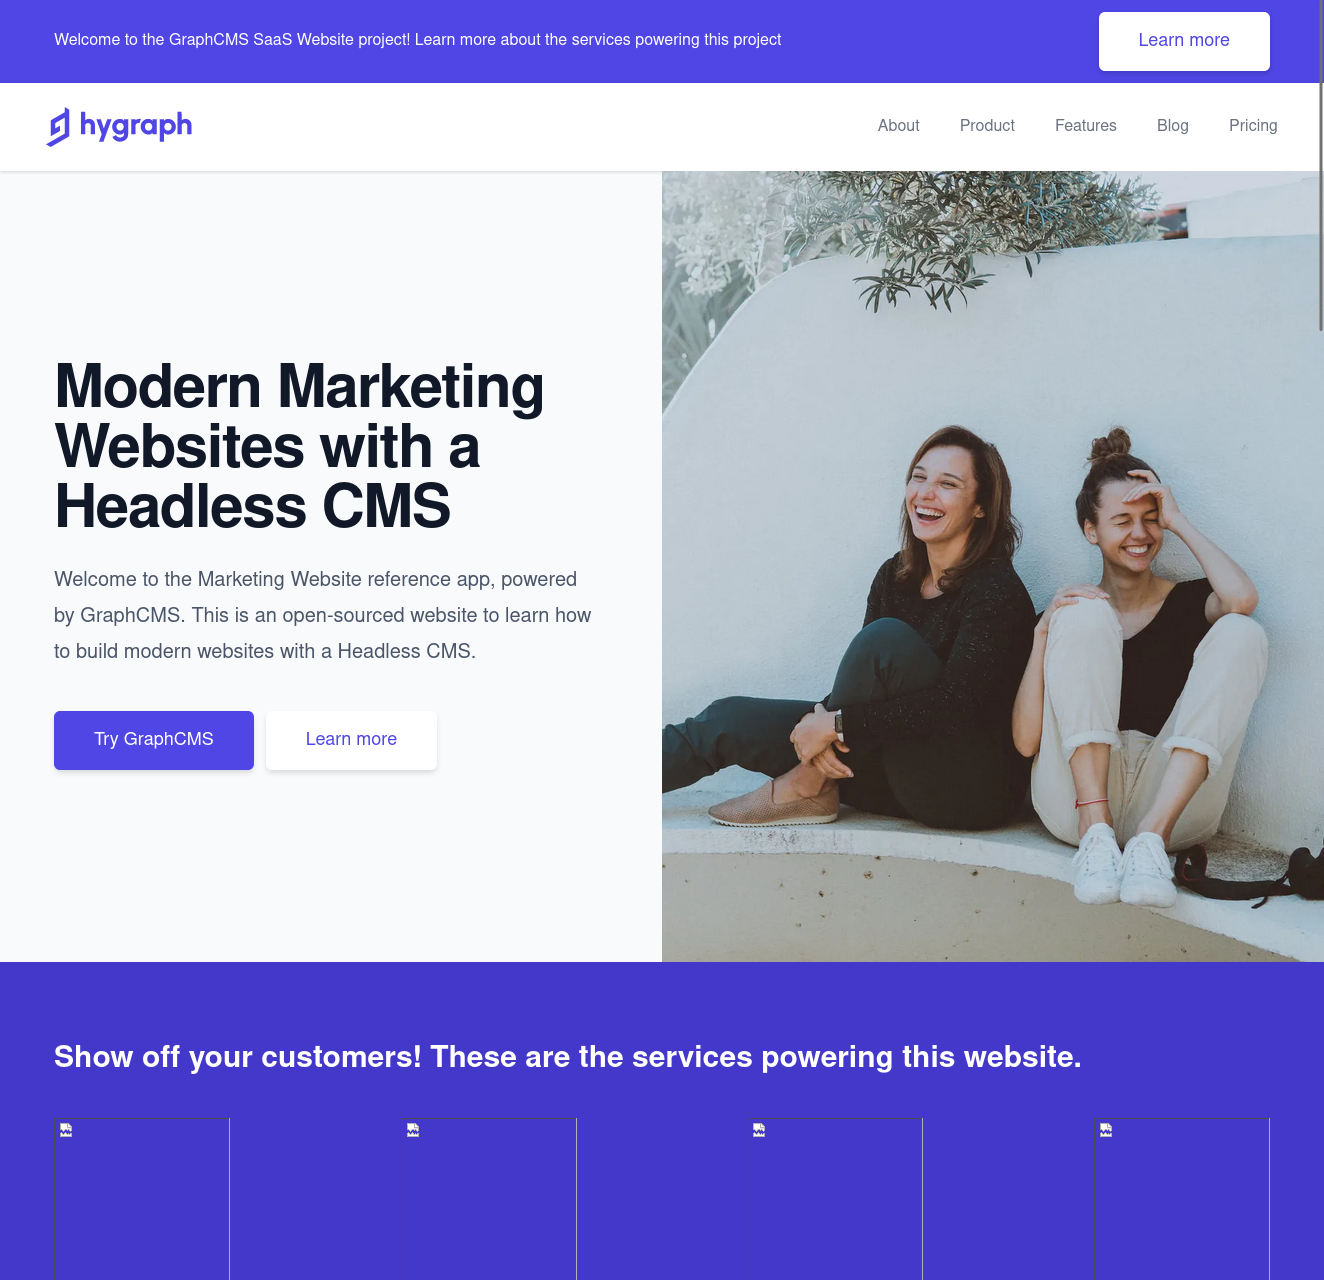 Welcome to the GraphCMS SaaS Website project! Learn more about the services powering this project
Learn more
hygraph
About
Product
Features
Blog
Pricing
Modern Marketing
Websites with a
Headless CMS
Welcome to the Marketing Website reference app, powered
by GraphCMS. This is an open-sourced website to learn how
to build modern websites with a Headless CMS.
Try GraphCMS
Learn more
Show off your customers! These are the services powering this website.